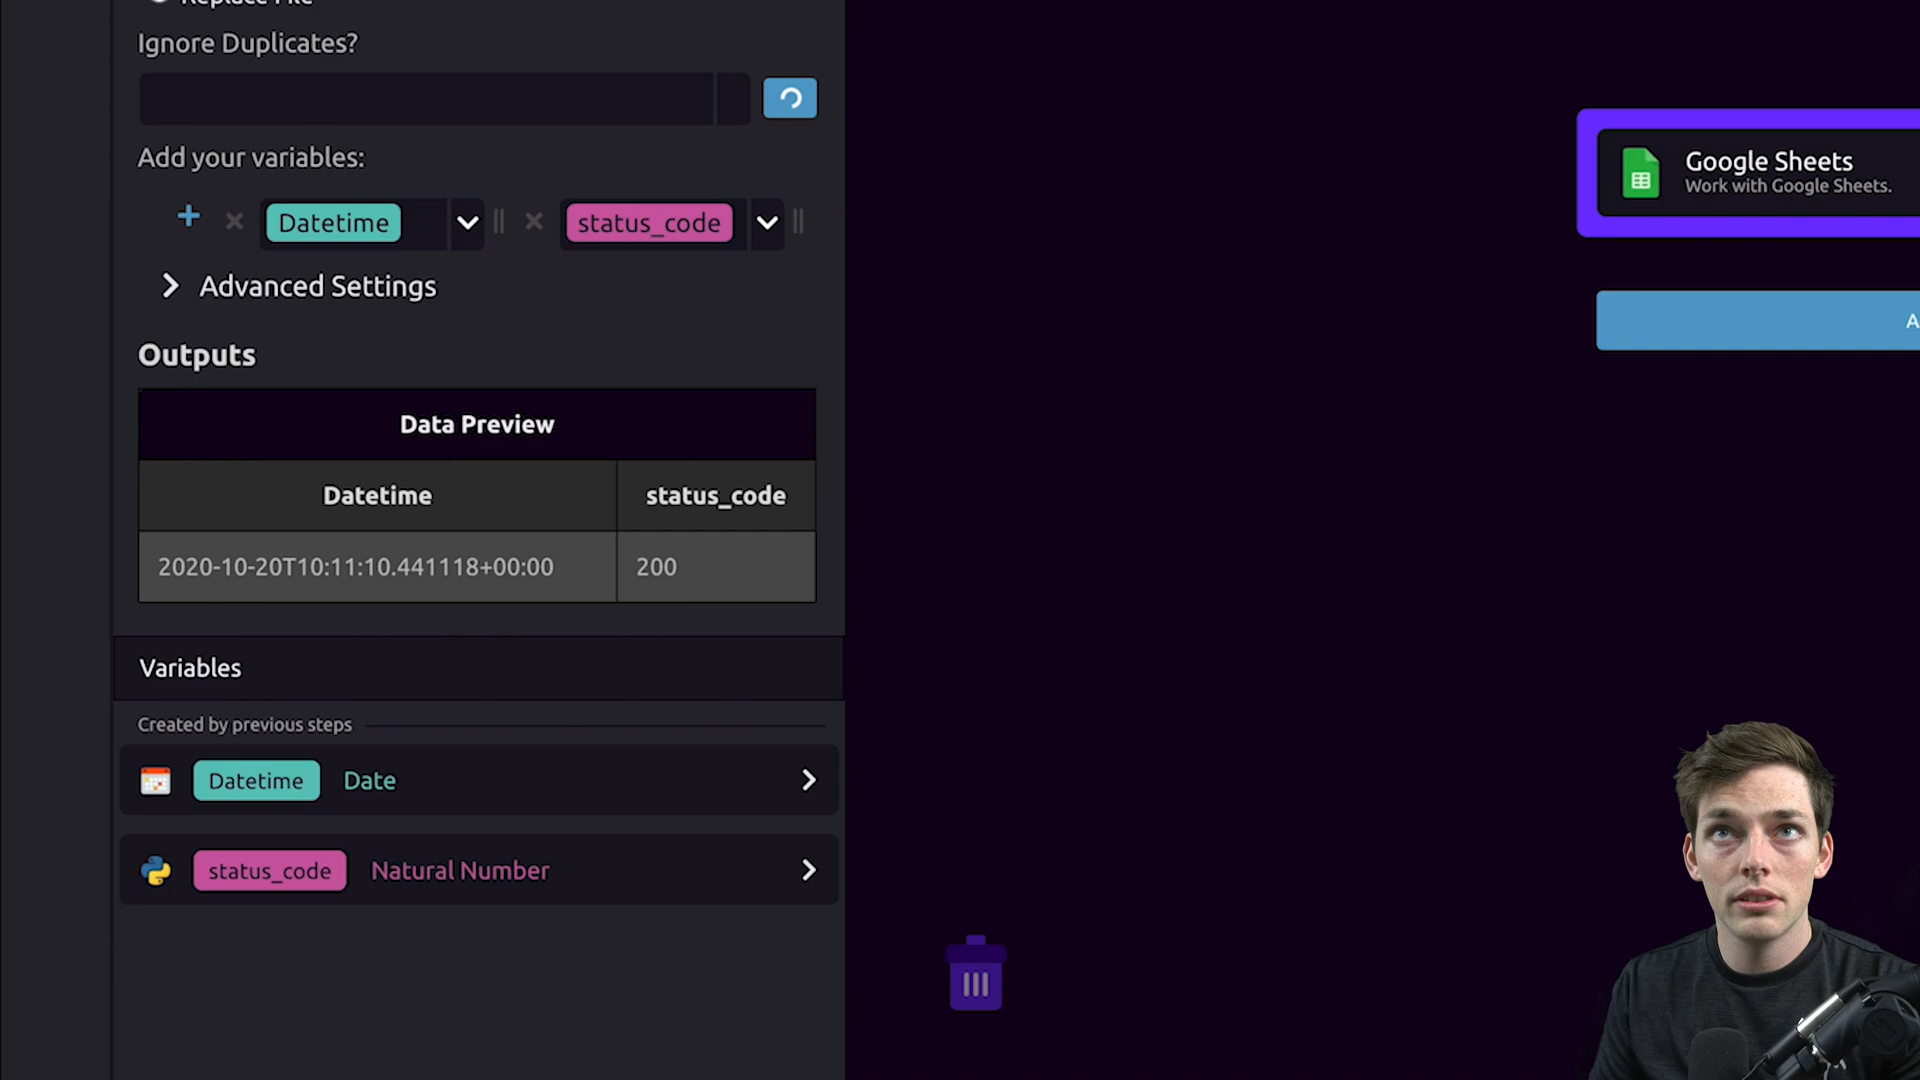 Replace File
Ignore Duplicates?
Add your variables:
Datetime status_code
Advanced Settings
Outputs
Data Preview
Datetime status_code
2020-10-20T10:11:10.441118+00:00 200
Variables
Created by previous steps
Datetime Date
status_code Natural Number
Google Sheets
Work with Google Sheets.
A